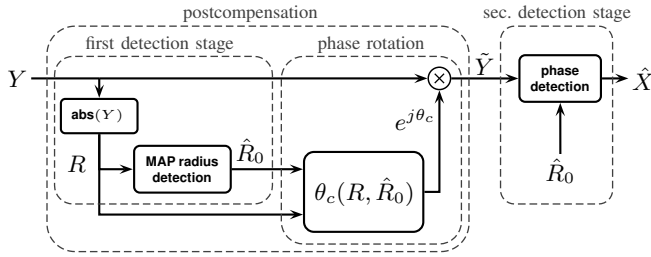 postcompensation
sec. detection stage
first detection stage
phase rotation
Y
Ỹ
phase
detection
X̂
abs(Y)
e^{jθ_c}
R
MAP radius
detection
R̂_0
θ_c(R, R̂_0)
R̂_0